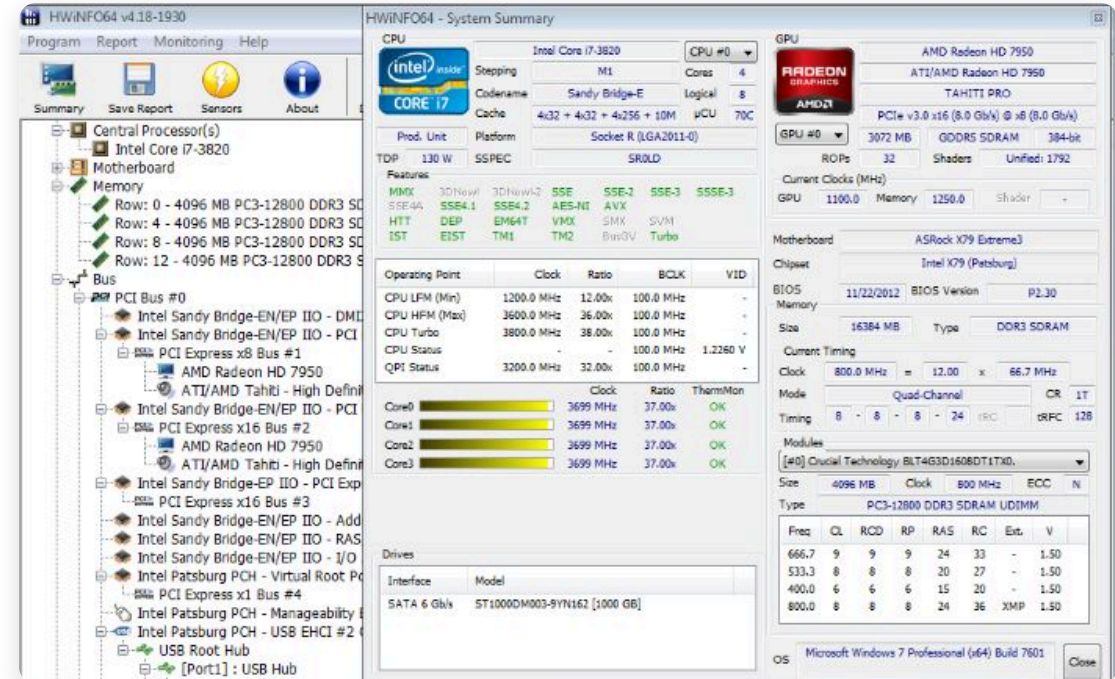 HWiNFO64 v4.18-1930
Program Report Monitoring Help
Summary Save Report Sensors About
Central Processor(s)
Intel Core i7-3820
Motherboard
Memory
Row: 0 - 4096 MB PC3-12800 DDR3 SD
Row: 4 - 4096 MB PC3-12800 DDR3 SD
Row: 8 - 4096 MB PC3-12800 DDR3 SD
Row: 12 - 4096 MB PC3-12800 DDR3 S
Bus
PCI Bus #0
Intel Sandy Bridge-EN/EP IIO - DMI
Intel Sandy Bridge-EN/EP IIO - PCI
PCI Express x8 Bus #1
AMD Radeon HD 7950
ATI/AMD Tahiti - High Defini
Intel Sandy Bridge-EN/EP IIO - PCI
PCI Express x16 Bus #2
AMD Radeon HD 7950
ATI/AMD Tahiti - High Defini
Intel Sandy Bridge-EP IIO - PCI Exp
PCI Express x16 Bus #3
Intel Sandy Bridge-EN/EP IIO - Add
Intel Sandy Bridge-EN/EP IIO - RAS
Intel Sandy Bridge-EN/EP IIO - I/O
Intel Patsburg PCH - Virtual Root Po
PCI Express x1 Bus #4
Intel Patsburg PCH - Manageability
Intel Patsburg PCH - USB EHCI #2
USB Root Hub
[Port1] : USB Hub
HWiNFO64 - System Summary
CPU
intel inside CORE i7
Intel Core i7-3820 CPU #0
Stepping M1 Cores 4
Codename Sandy Bridge-E Logical 8
Cache 4x32 + 4x32 + 4x256 + 10M µCU 70C
Prod. Unit Platform Socket R (LGA2011-0)
TDP 130 W SSPEC SR0LD
Features
MMX 3DNow! 3DNow!-2 SSE SSE-2 SSE-3 SSSE-3
SSE4A SSE4.1 SSE4.2 AES-NI AVX
HTT DEP EM64T VMX SMX SVM
IST EIST TM1 TM2 Turbo
Operating Point Clock Ratio BCLK VID
CPU LFM (Min) 1200.0 MHz 12.00x 100.0 MHz -
CPU HFM (Max) 3600.0 MHz 36.00x 100.0 MHz -
CPU Turbo 3800.0 MHz 38.00x 100.0 MHz -
CPU Status - - 100.0 MHz 1.2260 V
QPI Status 3200.0 MHz 32.00x 100.0 MHz -
Clock Ratio ThermMon
Core0 3699 MHz 37.00x OK
Core1 3699 MHz 37.00x OK
Core2 3699 MHz 37.00x OK
Core3 3699 MHz 37.00x OK
Drives
Interface Model
SATA 6 Gb/s ST1000DM003-9YN162 [1000 GB]
GPU
RADEON GRAPHICS AMD
AMD Radeon HD 7950
ATI/AMD Radeon HD 7950
TAHITI PRO
PCIe v3.0 x16 (8.0 Gb/s) @ x8 (8.0 Gb/s)
GPU #0 3072 MB GDDR5 SDRAM 384-bit
ROPs 32 Shaders Unified: 1792
Current Clocks (MHz)
GPU 1100.0 Memory 1250.0 Shader -
Motherboard ASRock X79 Extreme3
Chipset Intel X79 (Patsburg)
BIOS 11/22/2012 BIOS Version P2.30
Memory
Size 16384 MB Type DDR3 SDRAM
Current Timing
Clock 800.0 MHz = 12.00 x 66.7 MHz
Mode Quad-Channel CR 1T
Timing 8 - 8 - 8 - 24 tRC tRFC 128
Modules
[#0] Crucial Technology BLT4G3D1608DT1TX0.
Size 4096 MB Clock 800 MHz ECC N
Type PC3-12800 DDR3 SDRAM UDIMM
Freq CL RCD RP RAS RC Ext. V
666.7 9 9 9 24 33 - 1.50
533.3 8 8 8 20 27 - 1.50
400.0 6 6 6 15 20 - 1.50
800.0 8 8 8 24 36 XMP 1.50
OS Microsoft Windows 7 Professional (x64) Build 7601 Close